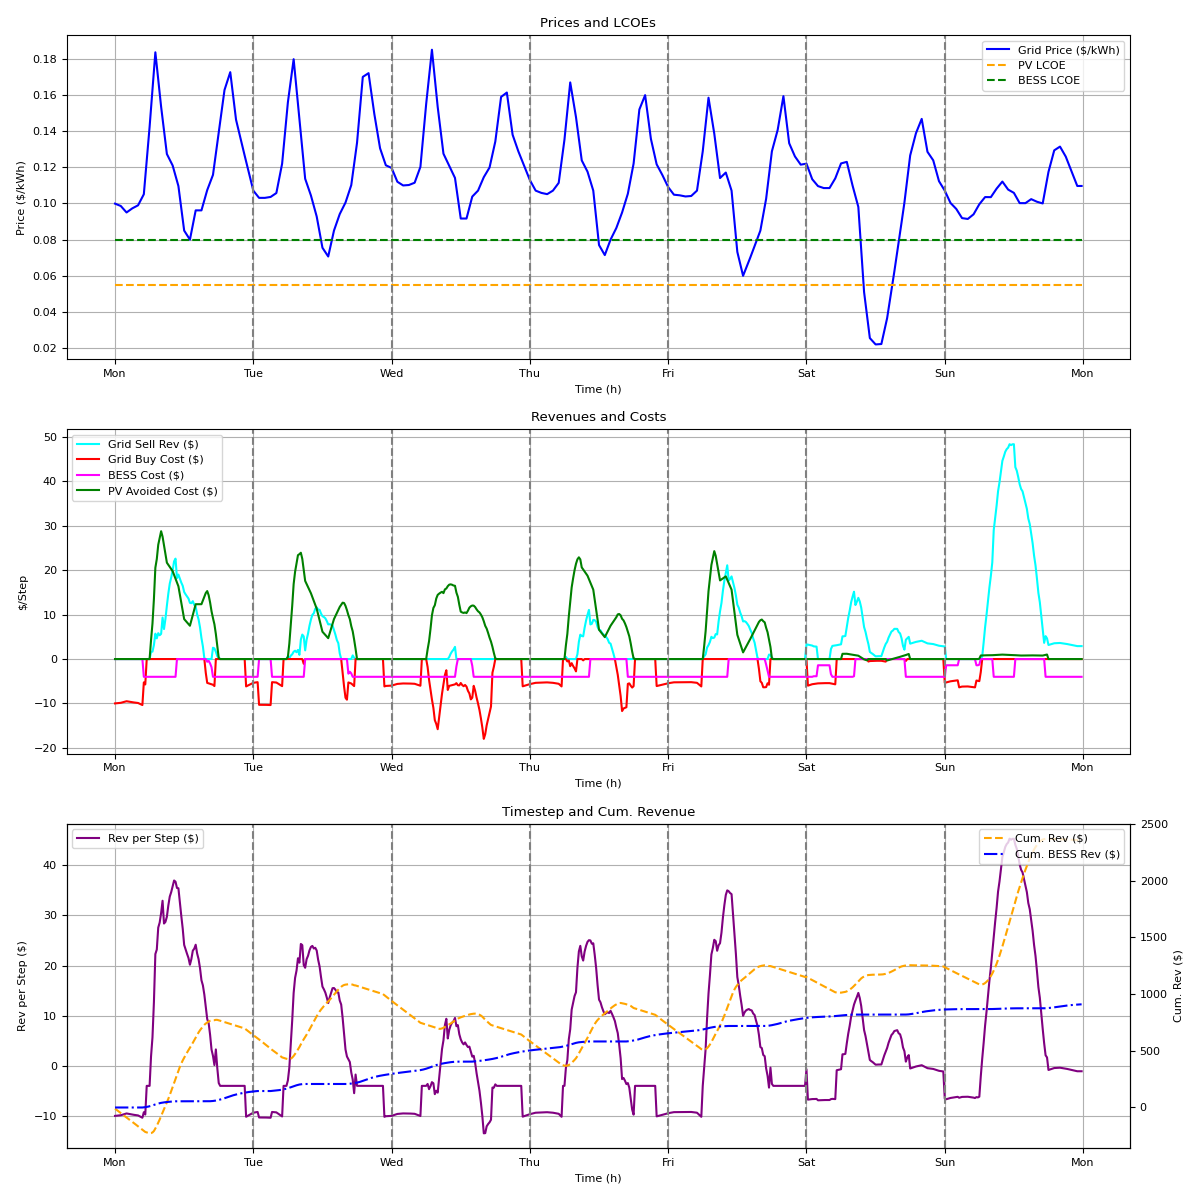 Prices and LCOEs
Price ($/kWh)
0.18
0.16
0.14
0.12
0.10
0.08
0.06
0.04
0.02
Grid Price ($/kWh)
PV LCOE
BESS LCOE
Mon
Tue
Wed
Thu
Fri
Sat
Sun
Mon
Time (h)
Revenues and Costs
$/Step
50
40
30
20
10
0
−10
−20
Grid Sell Rev ($)
Grid Buy Cost ($)
BESS Cost ($)
PV Avoided Cost ($)
Mon
Tue
Wed
Thu
Fri
Sat
Sun
Mon
Time (h)
Timestep and Cum. Revenue
Rev per Step ($)
40
30
20
10
0
−10
Rev per Step ($)
Cum. Rev ($)
Cum. BESS Rev ($)
2500
2000
1500
1000
500
0
Cum. Rev ($)
Mon
Tue
Wed
Thu
Fri
Sat
Sun
Mon
Time (h)